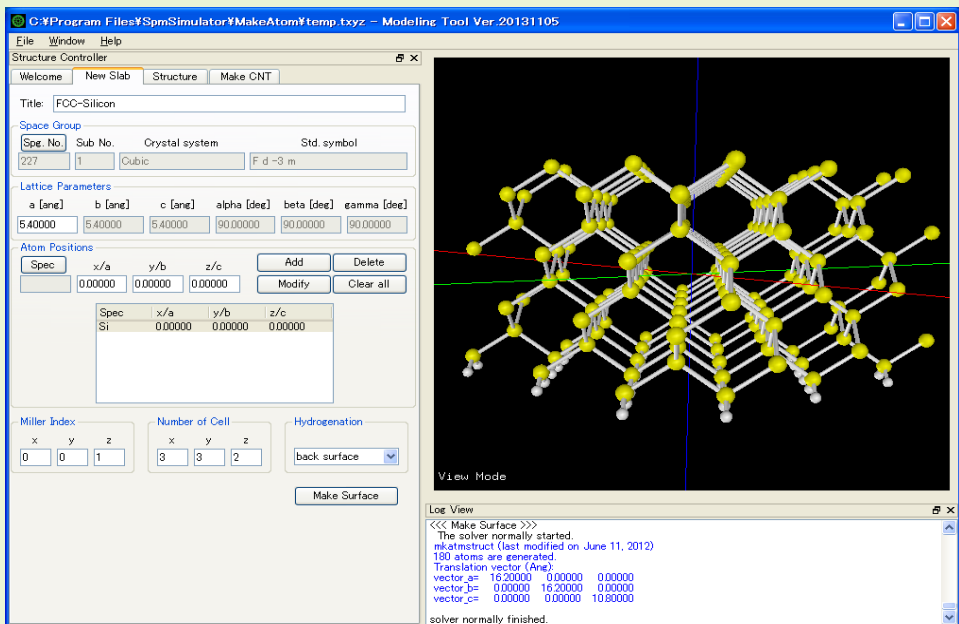 C:¥Program Files¥SpmSimulator¥MakeAtom¥temp.txyz - Modeling Tool Ver.20131105
File Window Help
Structure Controller
Welcome New Slab Structure Make CNT
Title: FCC-Silicon
Space Group
Spg. No. Sub No. Crystal system Std. symbol
227 1 Cubic F d -3 m
Lattice Parameters
a [ang] b [ang] c [ang] alpha [deg] beta [deg] gamma [deg]
5.40000 5.40000 5.40000 90.00000 90.00000 90.00000
Atom Positions
Spec x/a y/b z/c Add Delete
0.00000 0.00000 0.00000 Modify Clear all
Spec x/a y/b z/c
Si 0.00000 0.00000 0.00000
Miller Index Number of Cell Hydrogenation
x y z x y z
0 0 1 3 3 2 back surface
Make Surface
View Mode
Log View
<<< Make Surface >>>
The solver normally started.
mkatmstruct (last modified on June 11, 2012)
180 atoms are generated.
Translation vector (Ang):
vector_a= 16.20000 0.00000 0.00000
vector_b= 0.00000 16.20000 0.00000
vector_c= 0.00000 0.00000 10.80000
solver normally finished.